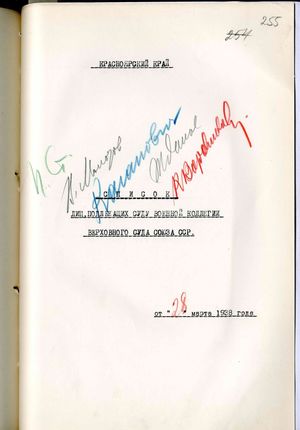 255
254
КРАСНОЯРСКИЙ КРАЙ
И. Ст.
Каганович
Жданов
К Ворошилов
СПИСОК
ЛИЦ, ПОДЛЕЖАЩИХ СУДУ ВОЕННОЙ КОЛЛЕГИИ
ВЕРХОВНОГО СУДА СОЮЗА ССР.
от "28 марта 1938 года